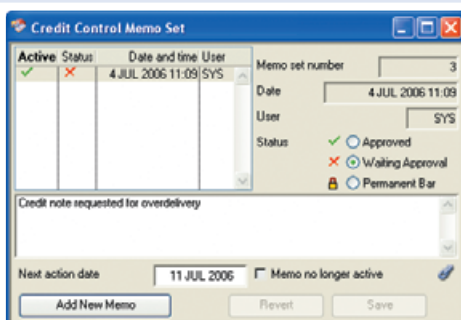 Credit Control Memo Set
Active Status Date and time User
4 JUL 2006 11:09 SYS
Memo set number 3
Date 4 JUL 2006 11:09
User SYS
Status Approved
Waiting Approval
Permanent Bar
Credit note requested for overdelivery
Next action date 11 JUL 2006 Memo no longer active
Add New Memo Revert Save